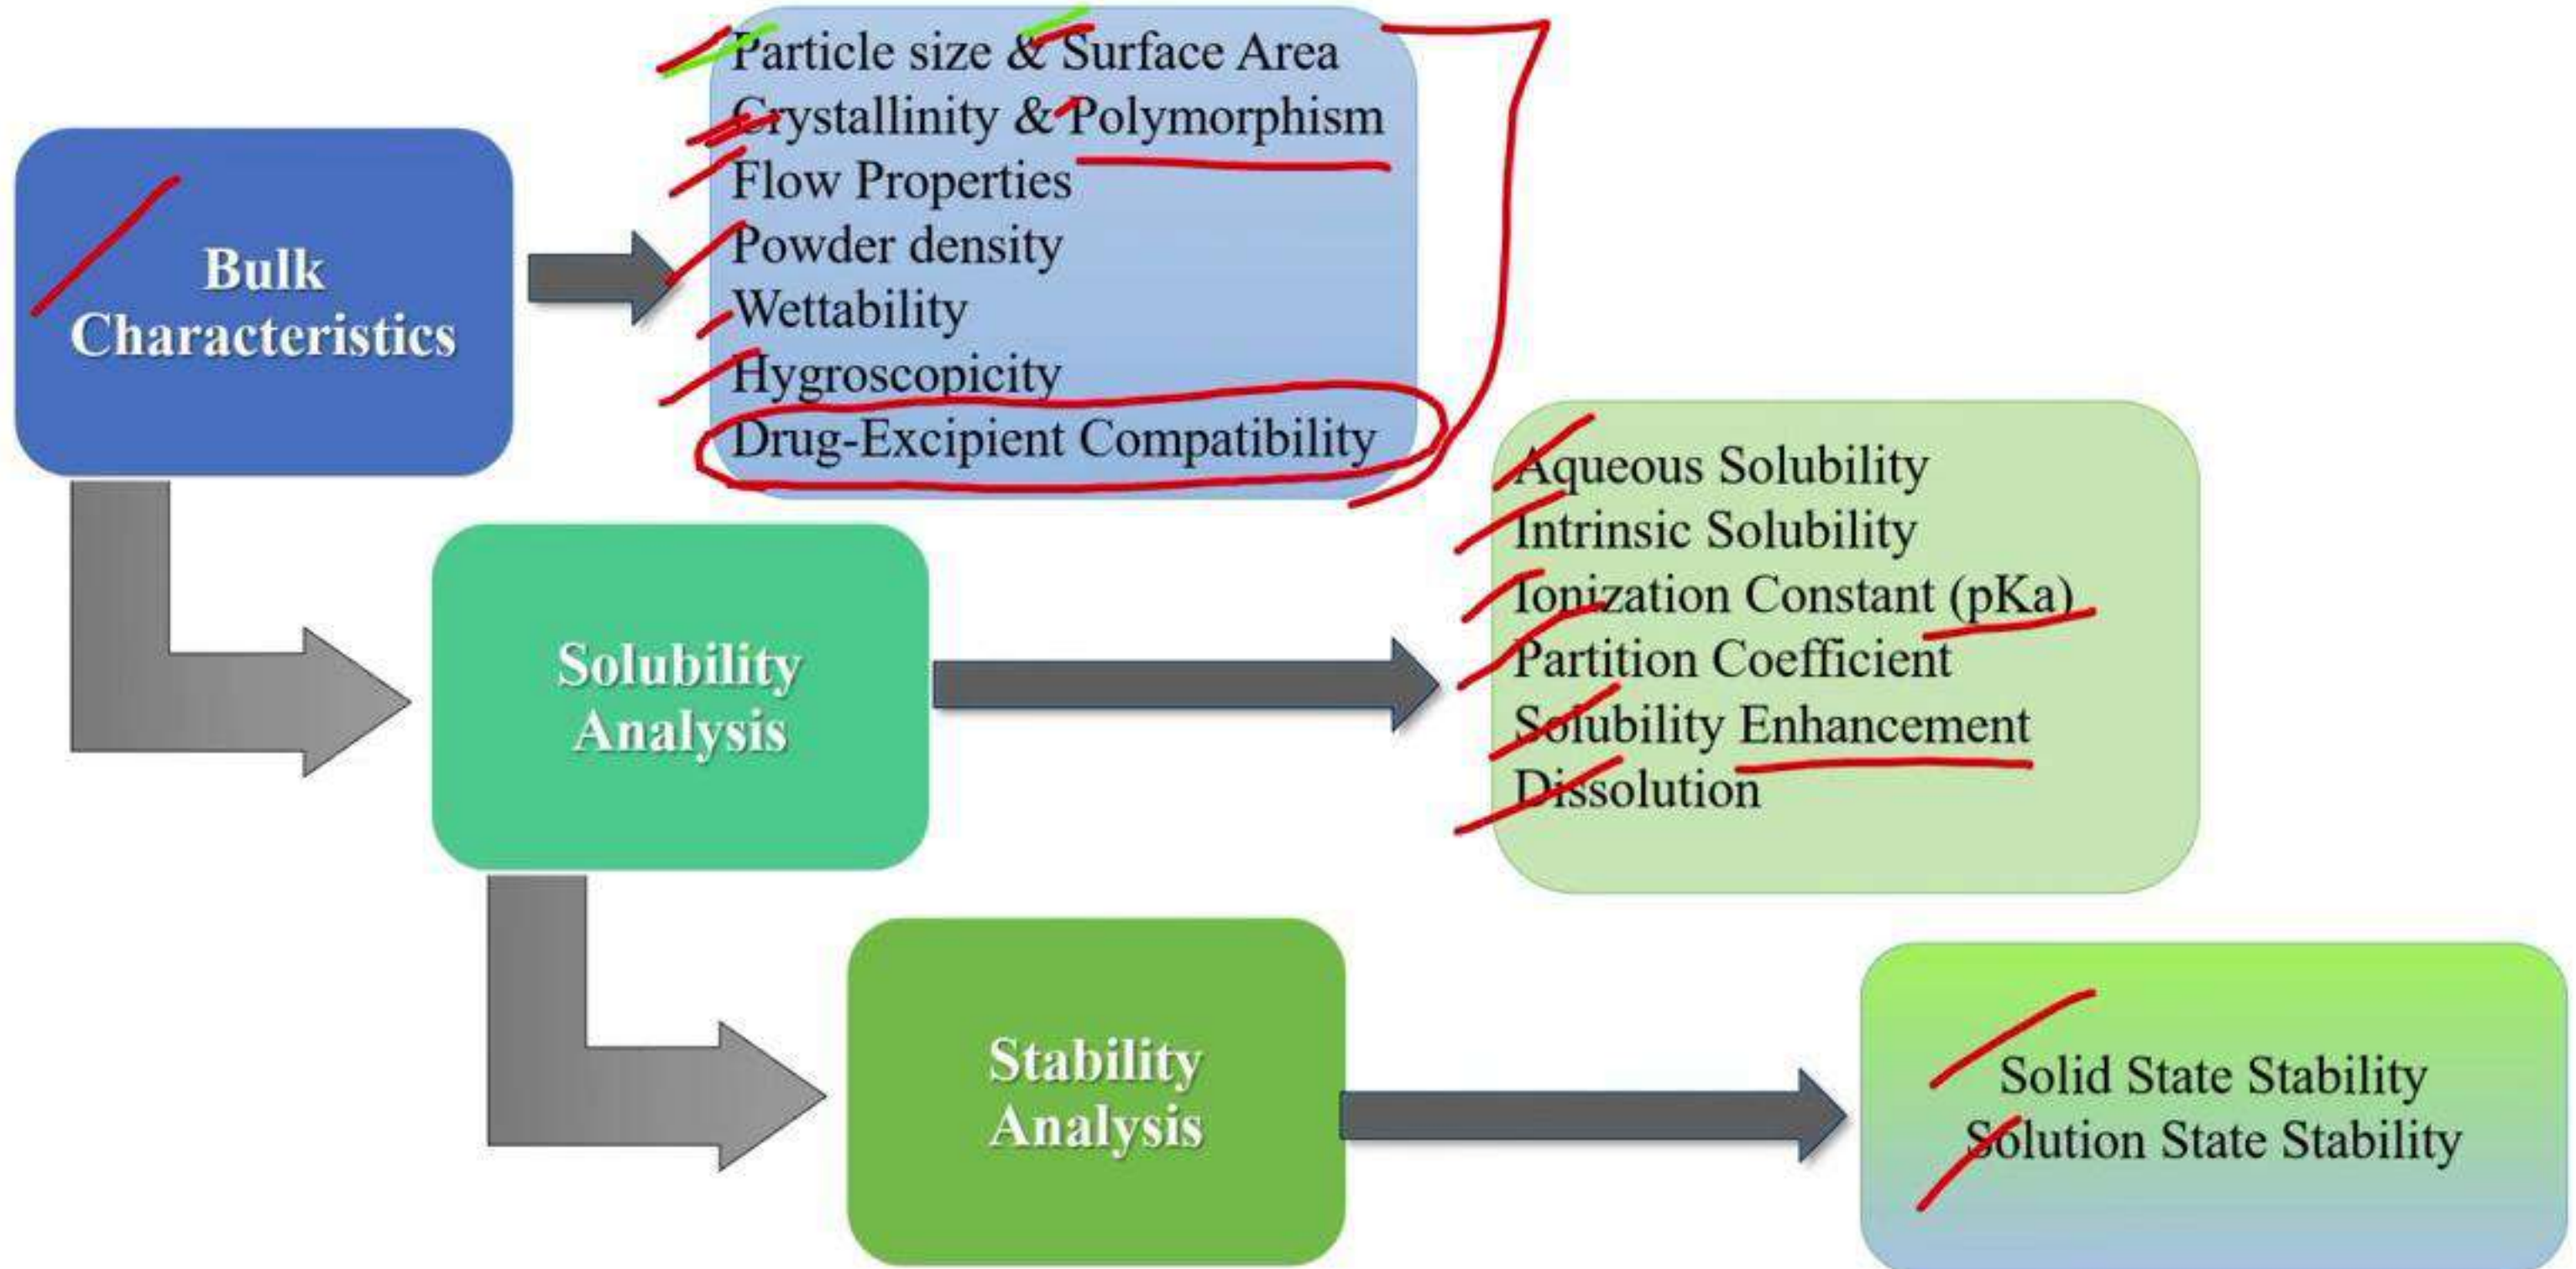 Particle size & Surface Area
Crystallinity & Polymorphism
Flow Properties
Powder density
Wettability
Hygroscopicity
Drug-Excipient Compatibility
Bulk
Characteristics
Aqueous Solubility
Intrinsic Solubility
Ionization Constant (pKa)
Partition Coefficient
Solubility Enhancement
Dissolution
Solubility
Analysis
Stability
Analysis
Solid State Stability
Solution State Stability